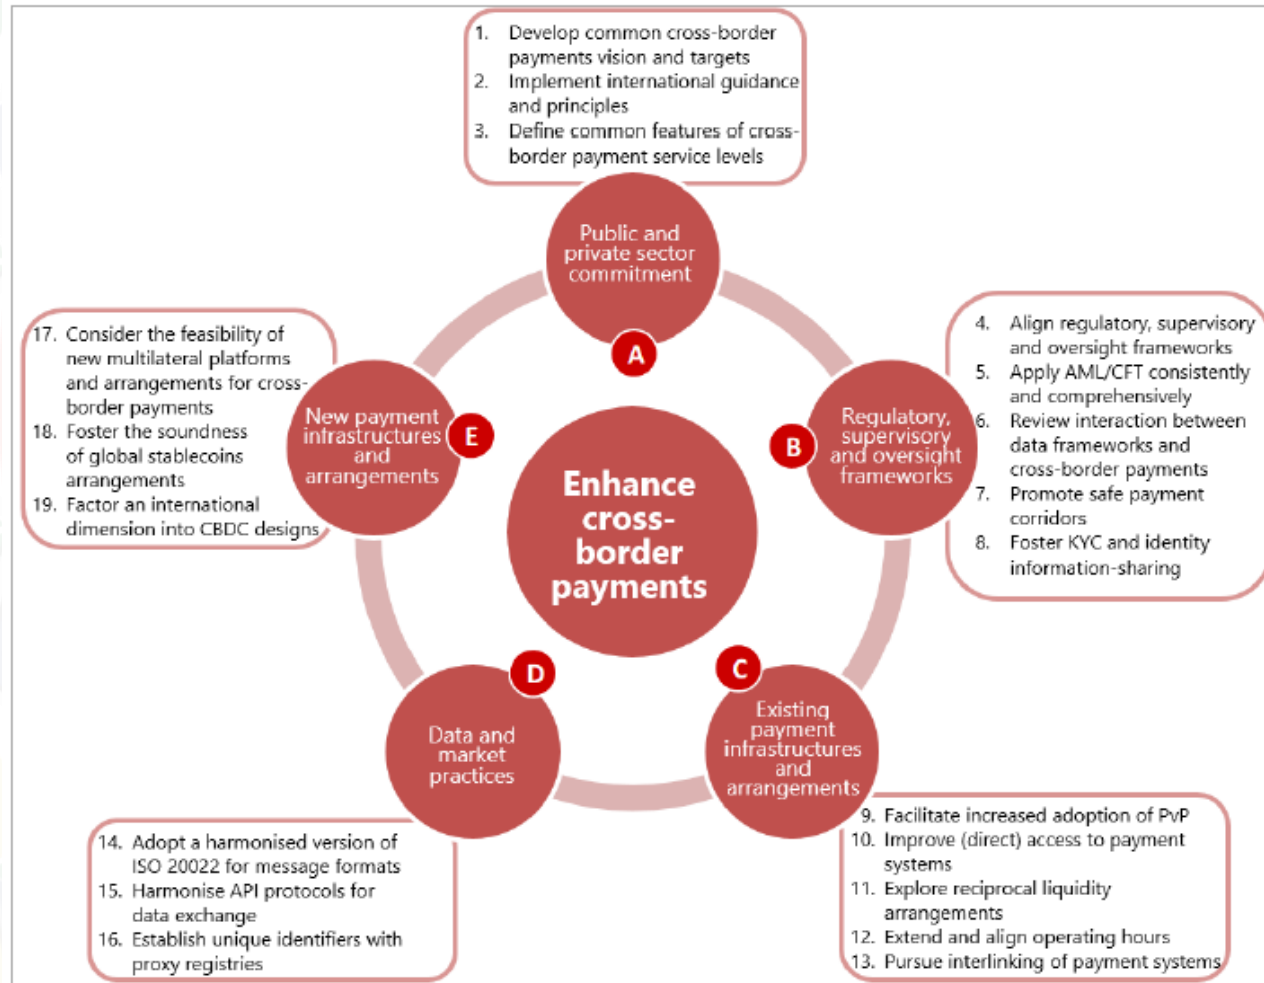 1. Develop common cross-border
payments vision and targets
2. Implement international guidance
and principles
3. Define common features of cross-
border payment service levels
Public and
private sector
commitment
A
17. Consider the feasibility of
new multilateral platforms
and arrangements for cross-
border payments
18. Foster the soundness
of global stablecoins
arrangements
19. Factor an international
dimension into CBDC designs
New payment
infrastructures
and
arrangements
E
B
Regulatory,
supervisory
and oversight
frameworks
4. Align regulatory, supervisory
and oversight frameworks
5. Apply AML/CFT consistently
and comprehensively
6. Review interaction between
data frameworks and
cross-border payments
7. Promote safe payment
corridors
8. Foster KYC and identity
information-sharing
Enhance
cross-
border
payments
D
Data and
market
practices
C
Existing
payment
infrastructures
and
arrangements
14. Adopt a harmonised version of
ISO 20022 for message formats
15. Harmonise API protocols for
data exchange
16. Establish unique identifiers with
proxy registries
9. Facilitate increased adoption of PvP
10. Improve (direct) access to payment
systems
11. Explore reciprocal liquidity
arrangements
12. Extend and align operating hours
13. Pursue interlinking of payment systems